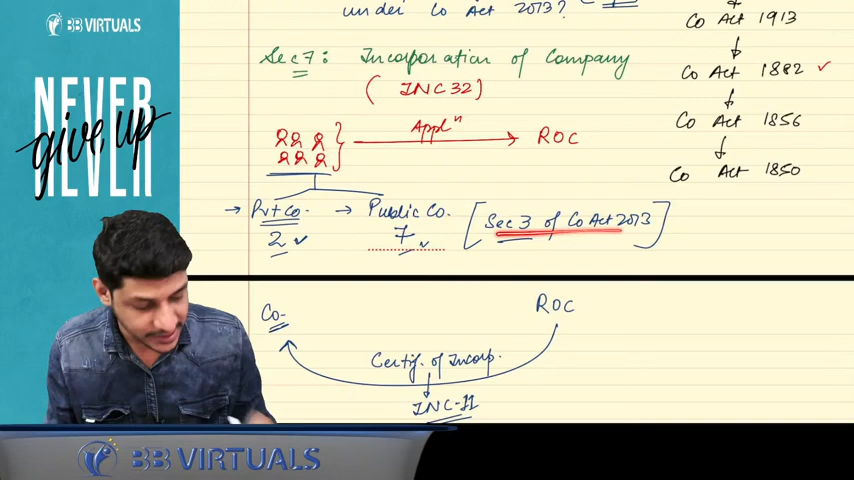 BB VIRTUALS
under Co Act 2013?
Co Act 1913
Sec 7: Incorporation of Company
(INC 32)
Co Act 1882 ✓
NEVER
give up
NEVER
Appl^n
ROC
Co Act 1856
Co Act 1850
→ Pvt Co. → Public Co. [Sec 3 of Co Act 2013]
2 ✓ 7 ✓
Co.
ROC
Certif. of Incorp.
INC-11
BB VIRTUALS